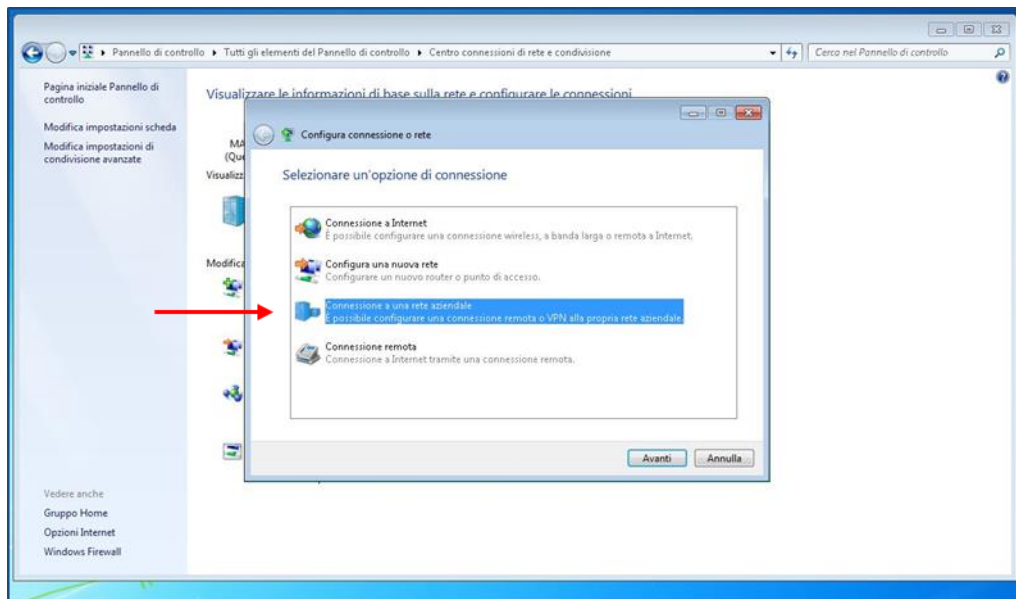 Pannello di controllo ▸ Tutti gli elementi del Pannello di controllo ▸ Centro connessioni di rete e condivisione
Cerca nel Pannello di controllo
Pagina iniziale Pannello di
controllo
Modifica impostazioni scheda
Modifica impostazioni di
condivisione avanzate
Vedere anche
Gruppo Home
Opzioni Internet
Windows Firewall
Visualizzare le informazioni di base sulla rete e configurare le connessioni
MA
(Que
Visualizz
Modifica
Configura connessione o rete
Selezionare un'opzione di connessione
Connessione a Internet
È possibile configurare una connessione wireless, a banda larga o remota a Internet.
Configura una nuova rete
Configurare un nuovo router o punto di accesso.
Connessione a una rete aziendale
È possibile configurare una connessione remota o VPN alla propria rete aziendale.
Connessione remota
Connessione a Internet tramite una connessione remota.
Avanti
Annulla